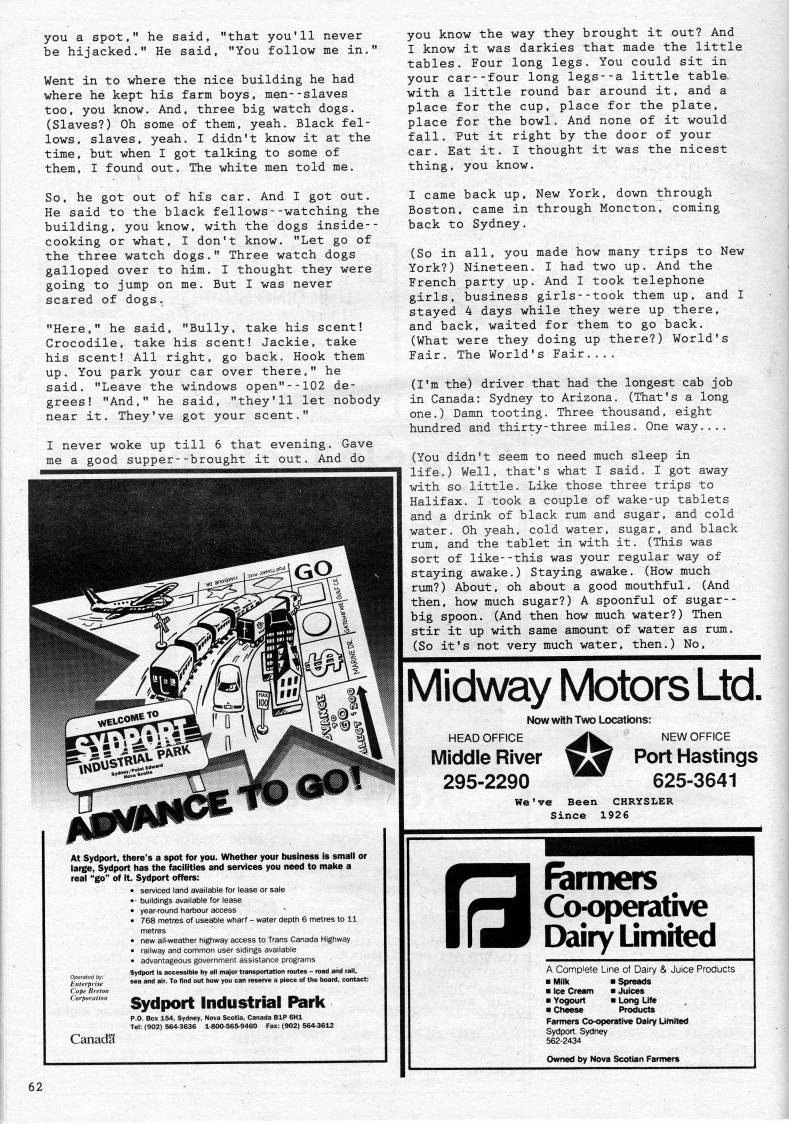 you a spot," he said, "that you'll never
be hijacked." He said, "You follow me in."
Went in to where the nice building he had
where he kept his farm boys, men--slaves
too, you know. And, three big watch dogs.
(Slaves?) Oh some of them, yeah. Black fel-
lows, slaves, yeah. I didn't know it at the
time, but when I got talking to some of
them, I found out. The white men told me.
So, he got out of his car. And I got out.
He said to the black fellows--watching the
building, you know, with the dogs inside--
cooking or what, I don't know. "Let go of
the three watch dogs." Three watch dogs
galloped over to him. I thought they were
going to jump on me. But I was never
scared of dogs.
"Here," he said, "Bully, take his scent!
Crocodile, take his scent! Jackie, take
his scent! All right, go back. Hook them
up. You park your car over there," he
said. "Leave the windows open"--102 de-
grees! "And," he said, "they'll let nobody
near it. They've got your scent."
I never woke up till 6 that evening. Gave
me a good supper--brought it out. And do
you know the way they brought it out? And
I know it was darkies that made the little
tables. Four long legs. You could sit in
your car--four long legs--a little table
with a little round bar around it, and a
place for the cup, place for the plate,
place for the bowl. And none of it would
fall. Put it right by the door of your
car. Eat it. I thought it was the nicest
thing, you know.
I came back up, New York, down through
Boston, came in through Moncton, coming
back to Sydney.
(So in all, you made how many trips to New
York?) Nineteen. I had two up. And the
French party up. And I took telephone
girls, business girls--took them up, and I
stayed 4 days while they were up there,
and back, waited for them to go back.
(What were they doing up there?) World's
Fair. The World's Fair....
(I'm the) driver that had the longest cab job
in Canada: Sydney to Arizona. (That's a long
one.) Damn tooting. Three thousand, eight
hundred and thirty-three miles. One way....
(You didn't seem to need much sleep in
life.) Well, that's what I said. I got away
with so little. Like those three trips to
Halifax. I took a couple of wake-up tablets
and a drink of black rum and sugar, and cold
water. Oh yeah, cold water, sugar, and black
rum, and the tablet in with it. (This was
sort of like--this was your regular way of
staying awake.) Staying awake. (How much
rum?) About, oh about a good mouthful. (And
then, how much sugar?) A spoonful of sugar--
big spoon. (And then how much water?) Then
stir it up with same amount of water as rum.
(So it's not very much water, then.) No,
HARBOUR DR.
PORTSWAY AVE
GO
GATEHOUSE
GULF CR.
MARINE DR.
$
MAX
100
ADVANCE
TO
GO
COLLECT $200
WELCOME TO
SYDPORT
INDUSTRIAL PARK
Sydney/Point Edward
Nova Scotia
ADVANCE TO GO!
At Sydport, there's a spot for you. Whether your business is small or
large, Sydport has the facilities and services you need to make a
real "go" of it. Sydport offers:
• serviced land available for lease or sale
• buildings available for lease
• year-round harbour access
• 768 metres of useable wharf – water depth 6 metres to 11
metres
• new all-weather highway access to Trans Canada Highway
• railway and common user sidings available
• advantageous government assistance programs
Operated by:
Enterprise
Cape Breton
Corporation
Canada
Sydport is accessible by all major transportation routes – road and rail,
sea and air. To find out how you can reserve a piece of the board, contact:
Sydport Industrial Park
P.O. Box 154, Sydney, Nova Scotia, Canada B1P 6H1
Tel: (902) 564-3636 1-800-565-9460 Fax: (902) 564-3612
Midway Motors Ltd.
Now with Two Locations:
HEAD OFFICE
Middle River
295-2290
NEW OFFICE
Port Hastings
625-3641
We've Been CHRYSLER
Since 1926
Farmers
Co-operative
Dairy Limited
A Complete Line of Dairy & Juice Products
■ Milk
■ Ice Cream
■ Yogourt
■ Cheese
■ Spreads
■ Juices
■ Long Life
Products
Farmers Co-operative Dairy Limited
Sydport, Sydney
562-2434
Owned by Nova Scotian Farmers
62